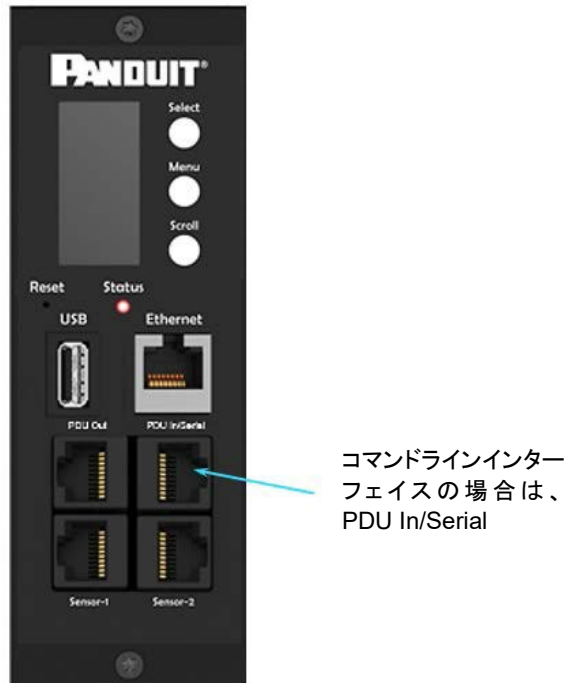 PANDUIT®
Select
Menu
Scroll
Reset Status
USB Ethernet
PDU Out PDU In/Serial
コマンドラインインター
フェイスの場合は、
PDU In/Serial
Sensor-1 Sensor-2